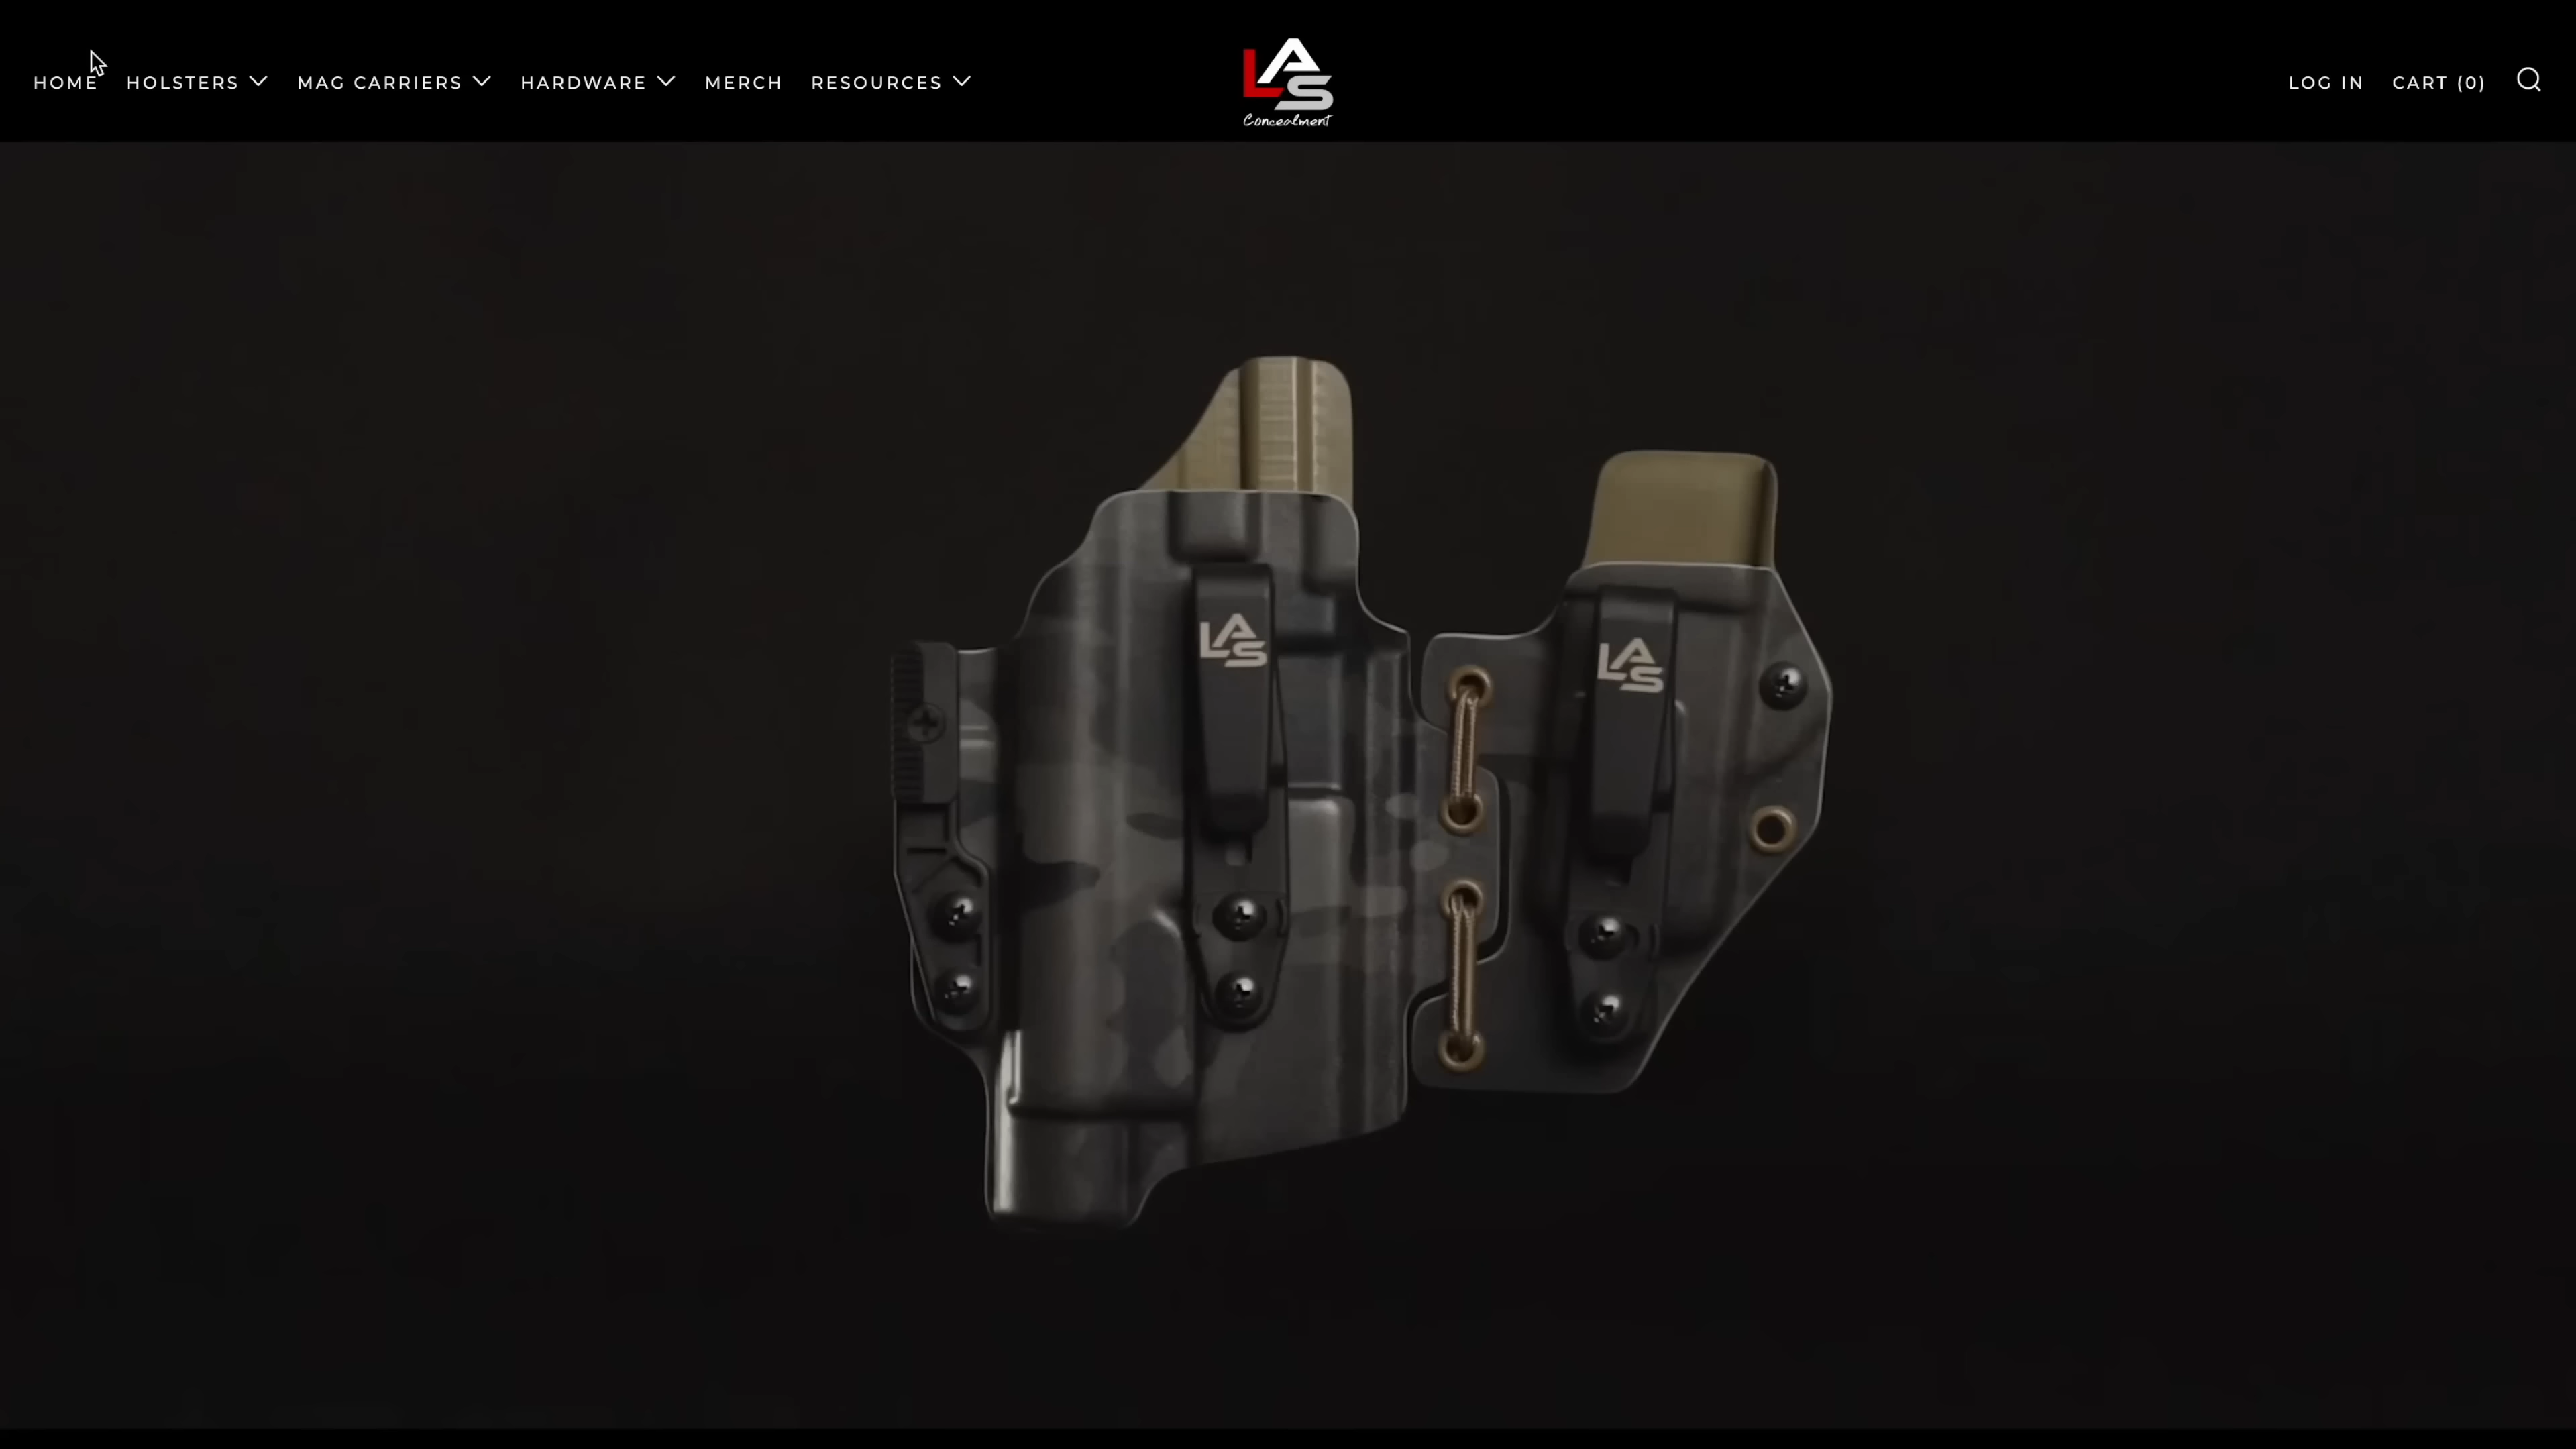 HOME HOLSTERS MAG CARRIERS HARDWARE MERCH RESOURCES
LAS
Concealment
LOG IN CART (0)
LAS
LAS